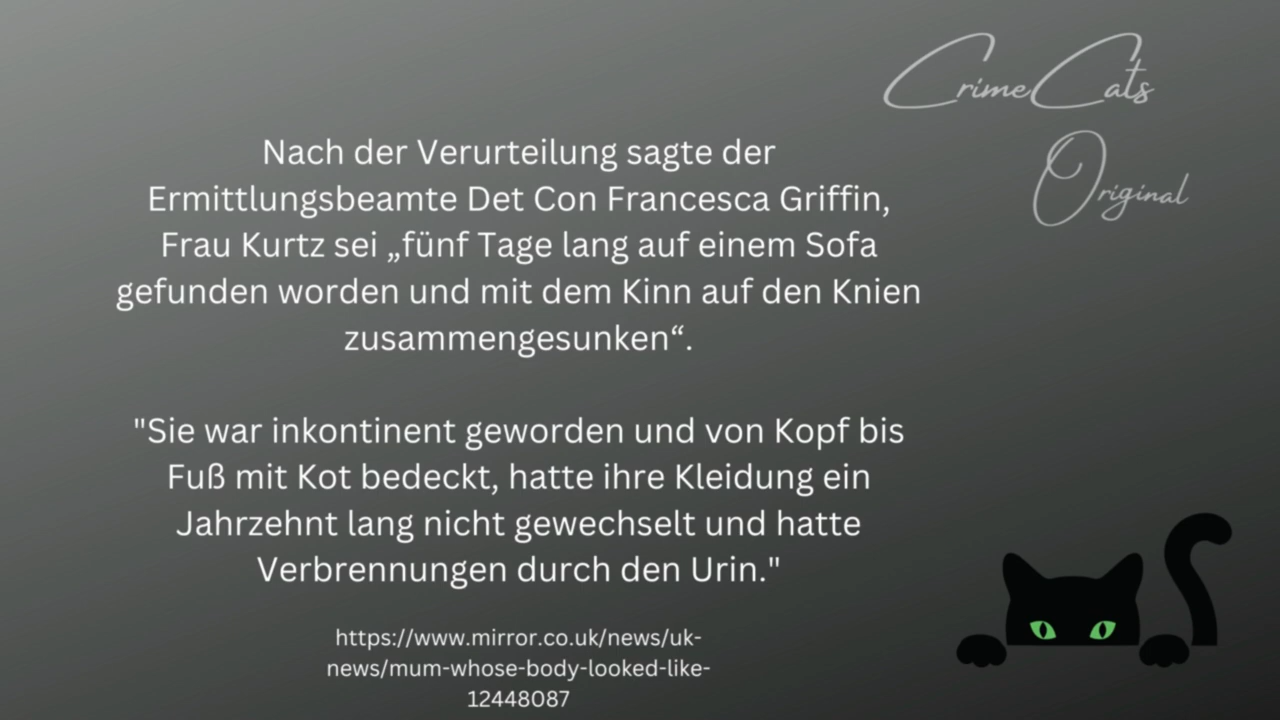 CrimeCats
Original
Nach der Verurteilung sagte der
Ermittlungsbeamte Det Con Francesca Griffin,
Frau Kurtz sei „fünf Tage lang auf einem Sofa
gefunden worden und mit dem Kinn auf den Knien
zusammengesunken“.
"Sie war inkontinent geworden und von Kopf bis
Fuß mit Kot bedeckt, hatte ihre Kleidung ein
Jahrzehnt lang nicht gewechselt und hatte
Verbrennungen durch den Urin."
https://www.mirror.co.uk/news/uk-
news/mum-whose-body-looked-like-
12448087